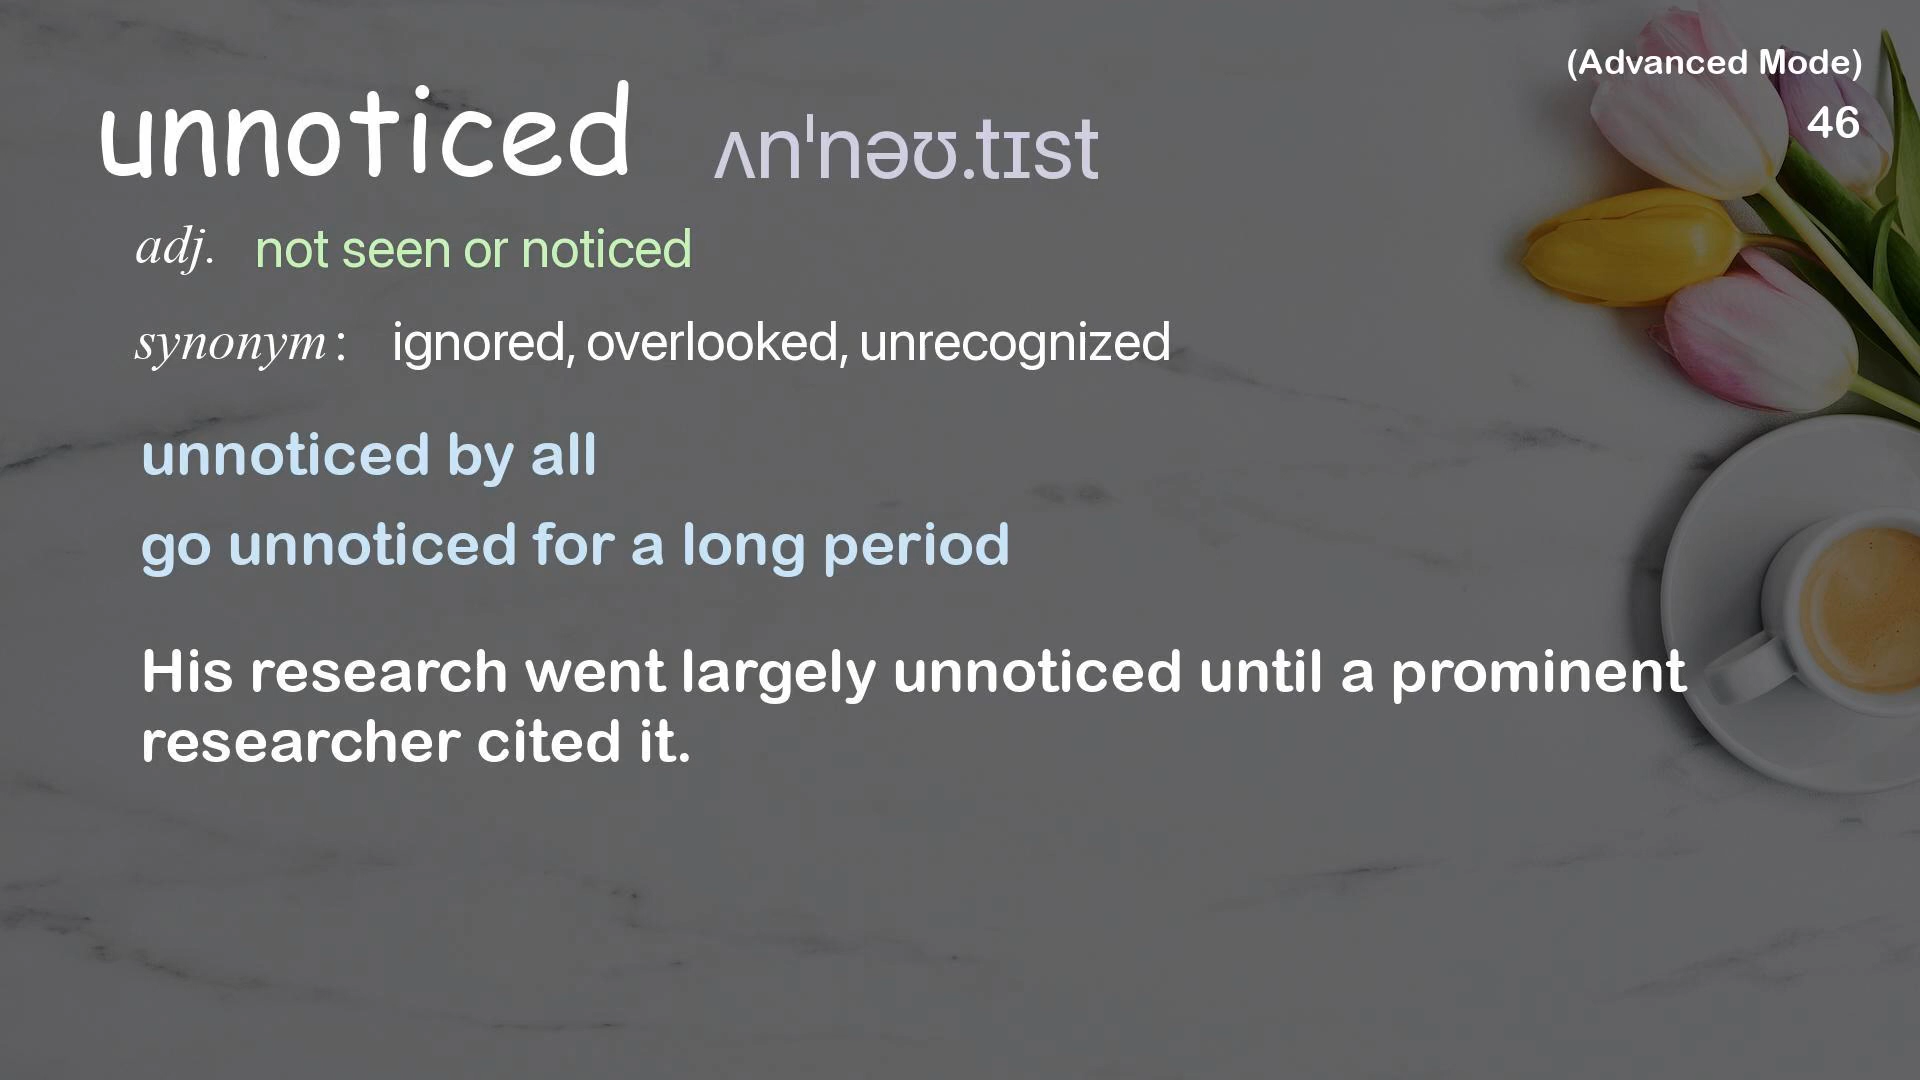 (Advanced Mode)
46
unnoticed ʌnˈnəʊ.tɪst
adj. not seen or noticed
synonym: ignored, overlooked, unrecognized
unnoticed by all
go unnoticed for a long period
His research went largely unnoticed until a prominent
researcher cited it.